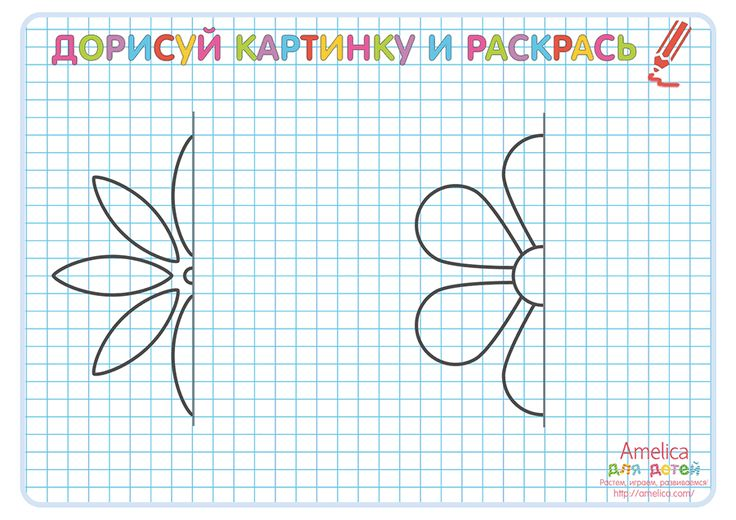 ДОРИСУЙ КАРТИНКУ И РАСКРАСЬ
Amelica
для детей
Растем, играем, развиваемся!
http://amelica.com/